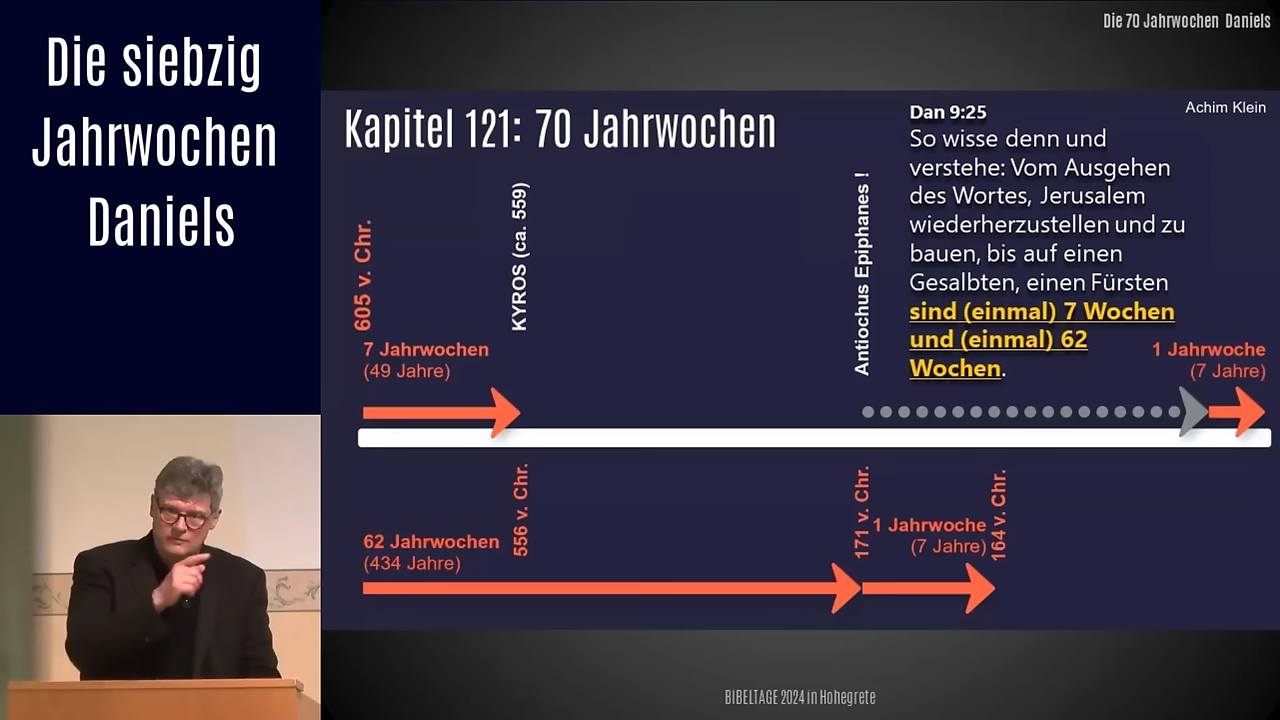 Die siebzig
Jahrwochen
Daniels
Die 70 Jahrwochen Daniels
Achim Klein
Kapitel 121: 70 Jahrwochen
Dan 9:25
So wisse denn und
verstehe: Vom Ausgehen
des Wortes, Jerusalem
wiederherzustellen und zu
bauen, bis auf einen
Gesalbten, einen Fürsten
sind (einmal) 7 Wochen
und (einmal) 62
Wochen.
605 v. Chr.
KYROS (ca. 559)
Antiochus Epiphanes !
7 Jahrwochen
(49 Jahre)
1 Jahrwoche
(7 Jahre)
556 v. Chr.
171 v. Chr.
164 v. Chr.
62 Jahrwochen
(434 Jahre)
1 Jahrwoche
(7 Jahre)
BIBELTAGE 2024 in Hohegrete